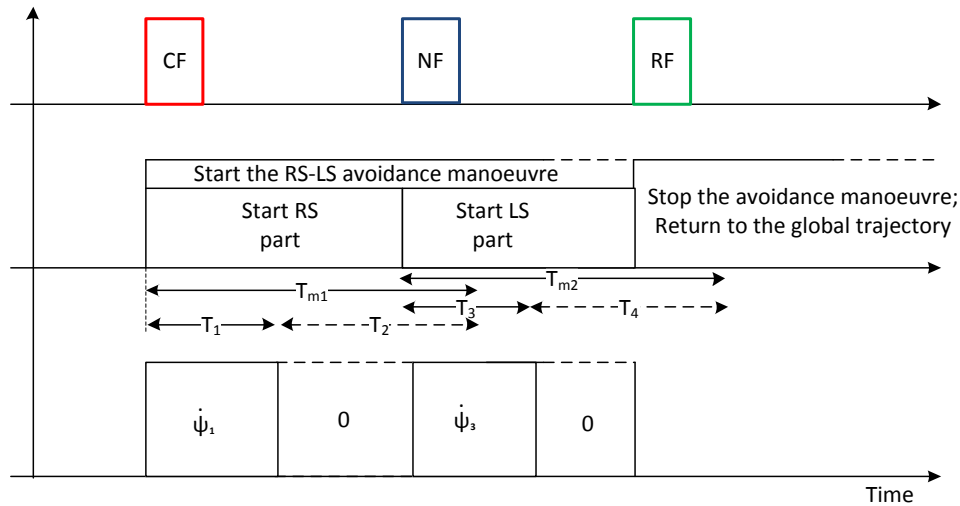 CF
NF
RF
Start the RS-LS avoidance manoeuvre
Start RS
part
Start LS
part
Stop the avoidance manoeuvre;
Return to the global trajectory
Tm1
Tm2
T1
T2
T3
T4
ψ̇₁
0
ψ̇₃
0
Time